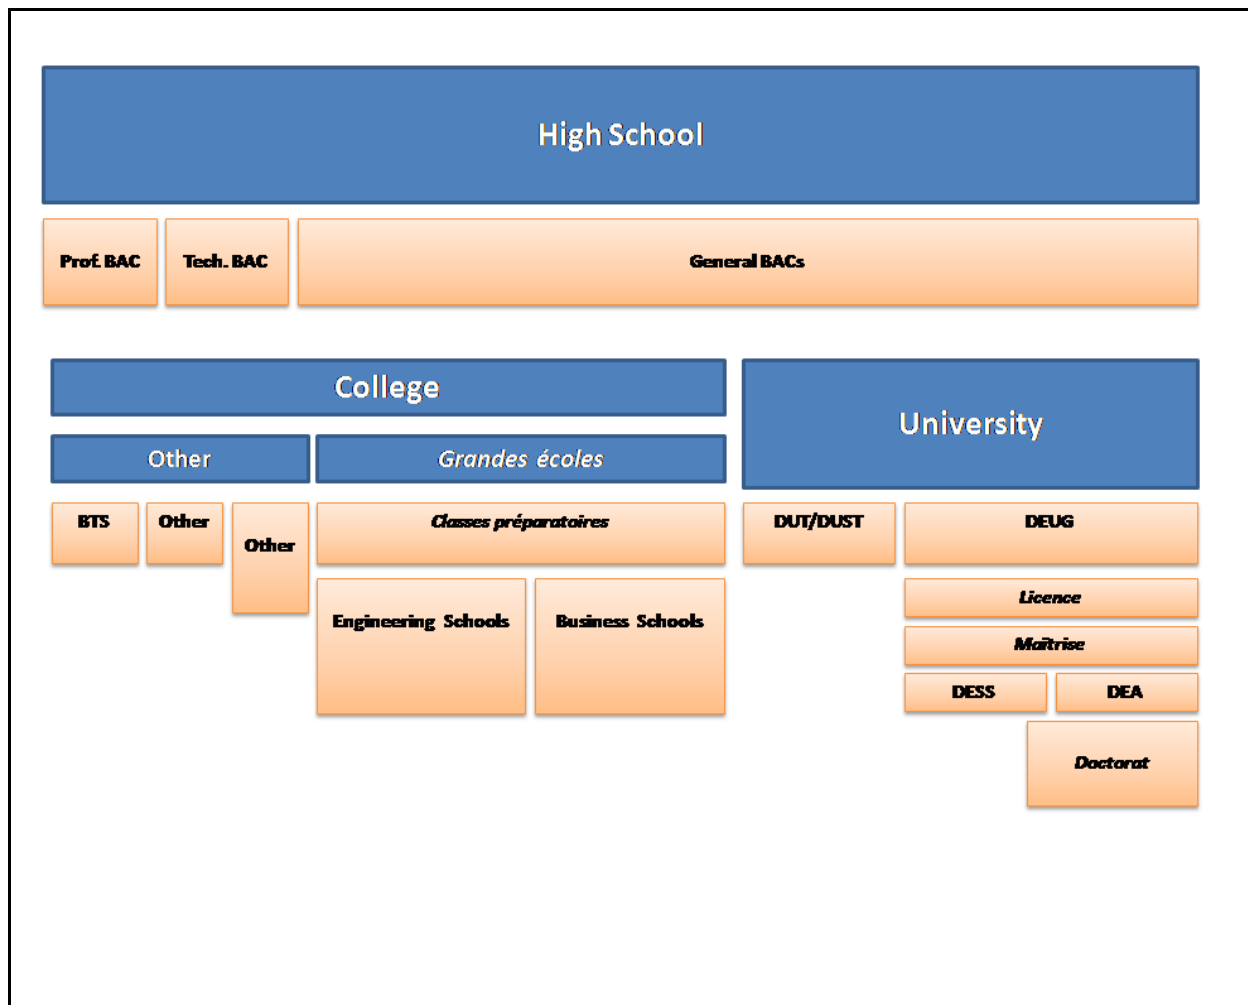 High School
Prof. BAC
Tech. BAC
General BACs
College
University
Other
Grandes écoles
BTS
Other
Other
Classes préparatoires
DUT/DUST
DEUG
Engineering Schools
Business Schools
Licence
Maîtrise
DESS
DEA
Doctorat